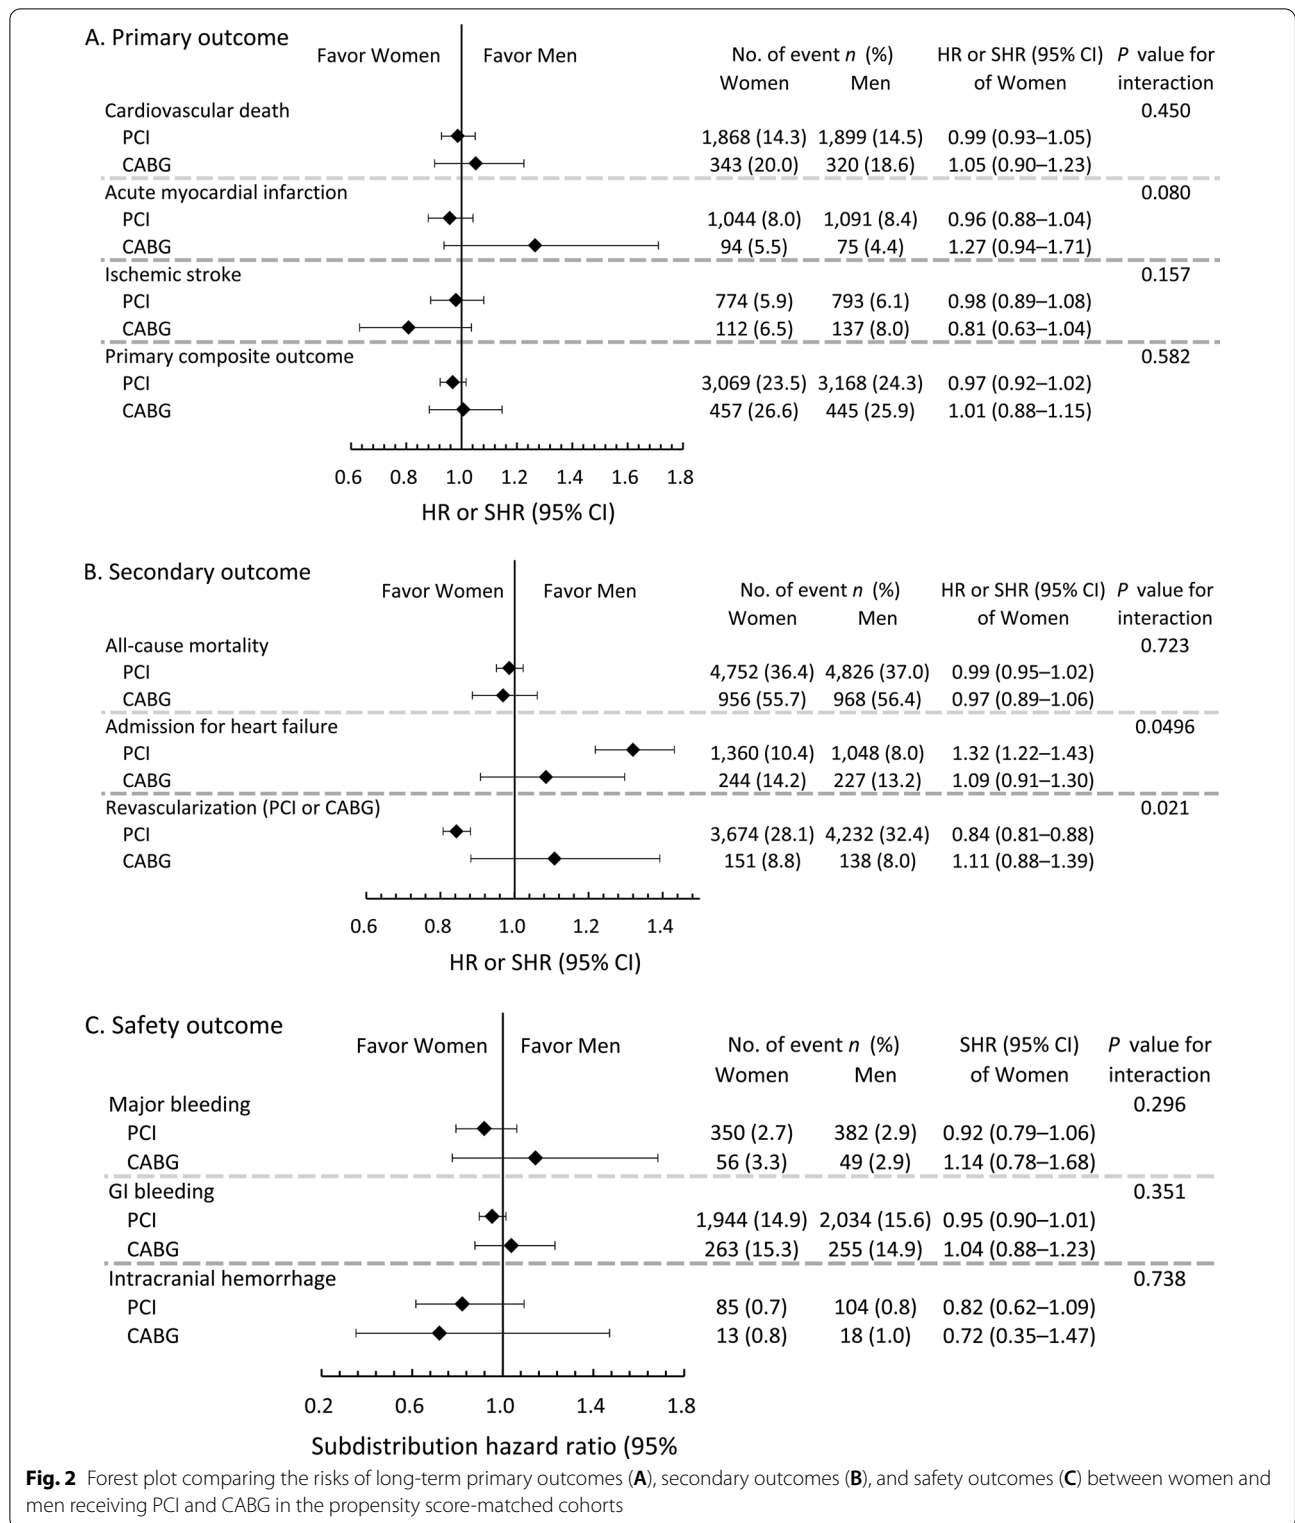 A. Primary outcome
Favor Women Favor Men No. of event n (%) HR or SHR (95% CI) P value for
Women Men of Women interaction
Cardiovascular death 0.450
PCI 1,868 (14.3) 1,899 (14.5) 0.99 (0.93–1.05)
CABG 343 (20.0) 320 (18.6) 1.05 (0.90–1.23)
Acute myocardial infarction 0.080
PCI 1,044 (8.0) 1,091 (8.4) 0.96 (0.88–1.04)
CABG 94 (5.5) 75 (4.4) 1.27 (0.94–1.71)
Ischemic stroke 0.157
PCI 774 (5.9) 793 (6.1) 0.98 (0.89–1.08)
CABG 112 (6.5) 137 (8.0) 0.81 (0.63–1.04)
Primary composite outcome 0.582
PCI 3,069 (23.5) 3,168 (24.3) 0.97 (0.92–1.02)
CABG 457 (26.6) 445 (25.9) 1.01 (0.88–1.15)
0.6 0.8 1.0 1.2 1.4 1.6 1.8
HR or SHR (95% CI)
B. Secondary outcome
Favor Women Favor Men No. of event n (%) HR or SHR (95% CI) P value for
Women Men of Women interaction
All-cause mortality 0.723
PCI 4,752 (36.4) 4,826 (37.0) 0.99 (0.95–1.02)
CABG 956 (55.7) 968 (56.4) 0.97 (0.89–1.06)
Admission for heart failure 0.0496
PCI 1,360 (10.4) 1,048 (8.0) 1.32 (1.22–1.43)
CABG 244 (14.2) 227 (13.2) 1.09 (0.91–1.30)
Revascularization (PCI or CABG) 0.021
PCI 3,674 (28.1) 4,232 (32.4) 0.84 (0.81–0.88)
CABG 151 (8.8) 138 (8.0) 1.11 (0.88–1.39)
0.6 0.8 1.0 1.2 1.4
HR or SHR (95% CI)
C. Safety outcome
Favor Women Favor Men No. of event n (%) SHR (95% CI) P value for
Women Men of Women interaction
Major bleeding 0.296
PCI 350 (2.7) 382 (2.9) 0.92 (0.79–1.06)
CABG 56 (3.3) 49 (2.9) 1.14 (0.78–1.68)
GI bleeding 0.351
PCI 1,944 (14.9) 2,034 (15.6) 0.95 (0.90–1.01)
CABG 263 (15.3) 255 (14.9) 1.04 (0.88–1.23)
Intracranial hemorrhage 0.738
PCI 85 (0.7) 104 (0.8) 0.82 (0.62–1.09)
CABG 13 (0.8) 18 (1.0) 0.72 (0.35–1.47)
0.2 0.6 1.0 1.4 1.8
Subdistribution hazard ratio (95%
Fig. 2 Forest plot comparing the risks of long-term primary outcomes (A), secondary outcomes (B), and safety outcomes (C) between women and
men receiving PCI and CABG in the propensity score-matched cohorts